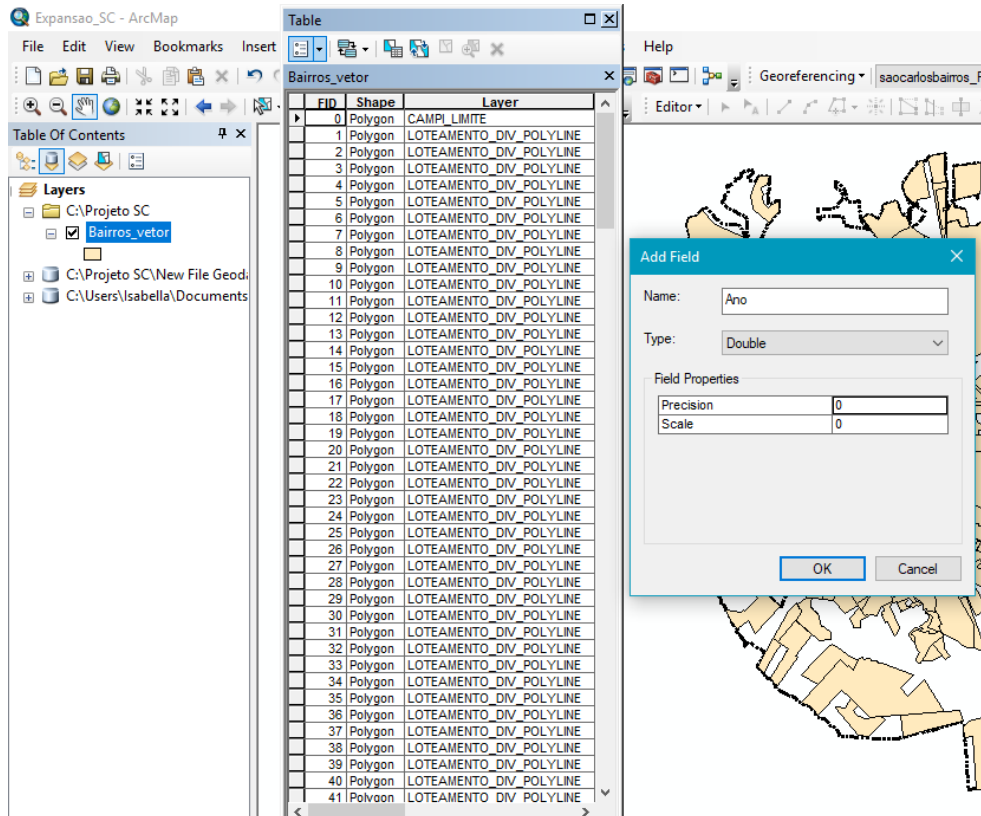 Expansao_SC - ArcMap
File Edit View Bookmarks Insert
Help
Georeferencing
saocarlosbairros_
Editor
Table Of Contents
Layers
C:\Projeto SC
Bairros_vetor
C:\Projeto SC\New File Geod
C:\Users\Isabella\Documents
Table
Bairros_vetor
FID Shape Layer
0 Polygon CAMPI_LIMITE
1 Polygon LOTEAMENTO_DIV_POLYLINE
2 Polygon LOTEAMENTO_DIV_POLYLINE
3 Polygon LOTEAMENTO_DIV_POLYLINE
4 Polygon LOTEAMENTO_DIV_POLYLINE
5 Polygon LOTEAMENTO_DIV_POLYLINE
6 Polygon LOTEAMENTO_DIV_POLYLINE
7 Polygon LOTEAMENTO_DIV_POLYLINE
8 Polygon LOTEAMENTO_DIV_POLYLINE
9 Polygon LOTEAMENTO_DIV_POLYLINE
10 Polygon LOTEAMENTO_DIV_POLYLINE
11 Polygon LOTEAMENTO_DIV_POLYLINE
12 Polygon LOTEAMENTO_DIV_POLYLINE
13 Polygon LOTEAMENTO_DIV_POLYLINE
14 Polygon LOTEAMENTO_DIV_POLYLINE
15 Polygon LOTEAMENTO_DIV_POLYLINE
16 Polygon LOTEAMENTO_DIV_POLYLINE
17 Polygon LOTEAMENTO_DIV_POLYLINE
18 Polygon LOTEAMENTO_DIV_POLYLINE
19 Polygon LOTEAMENTO_DIV_POLYLINE
20 Polygon LOTEAMENTO_DIV_POLYLINE
21 Polygon LOTEAMENTO_DIV_POLYLINE
22 Polygon LOTEAMENTO_DIV_POLYLINE
23 Polygon LOTEAMENTO_DIV_POLYLINE
24 Polygon LOTEAMENTO_DIV_POLYLINE
25 Polygon LOTEAMENTO_DIV_POLYLINE
26 Polygon LOTEAMENTO_DIV_POLYLINE
27 Polygon LOTEAMENTO_DIV_POLYLINE
28 Polygon LOTEAMENTO_DIV_POLYLINE
29 Polygon LOTEAMENTO_DIV_POLYLINE
30 Polygon LOTEAMENTO_DIV_POLYLINE
31 Polygon LOTEAMENTO_DIV_POLYLINE
32 Polygon LOTEAMENTO_DIV_POLYLINE
33 Polygon LOTEAMENTO_DIV_POLYLINE
34 Polygon LOTEAMENTO_DIV_POLYLINE
35 Polygon LOTEAMENTO_DIV_POLYLINE
36 Polygon LOTEAMENTO_DIV_POLYLINE
37 Polygon LOTEAMENTO_DIV_POLYLINE
38 Polygon LOTEAMENTO_DIV_POLYLINE
39 Polygon LOTEAMENTO_DIV_POLYLINE
40 Polygon LOTEAMENTO_DIV_POLYLINE
41 Polygon LOTEAMENTO_DIV_POLYLINE
Add Field
Name: Ano
Type: Double
Field Properties
Precision 0
Scale 0
OK Cancel